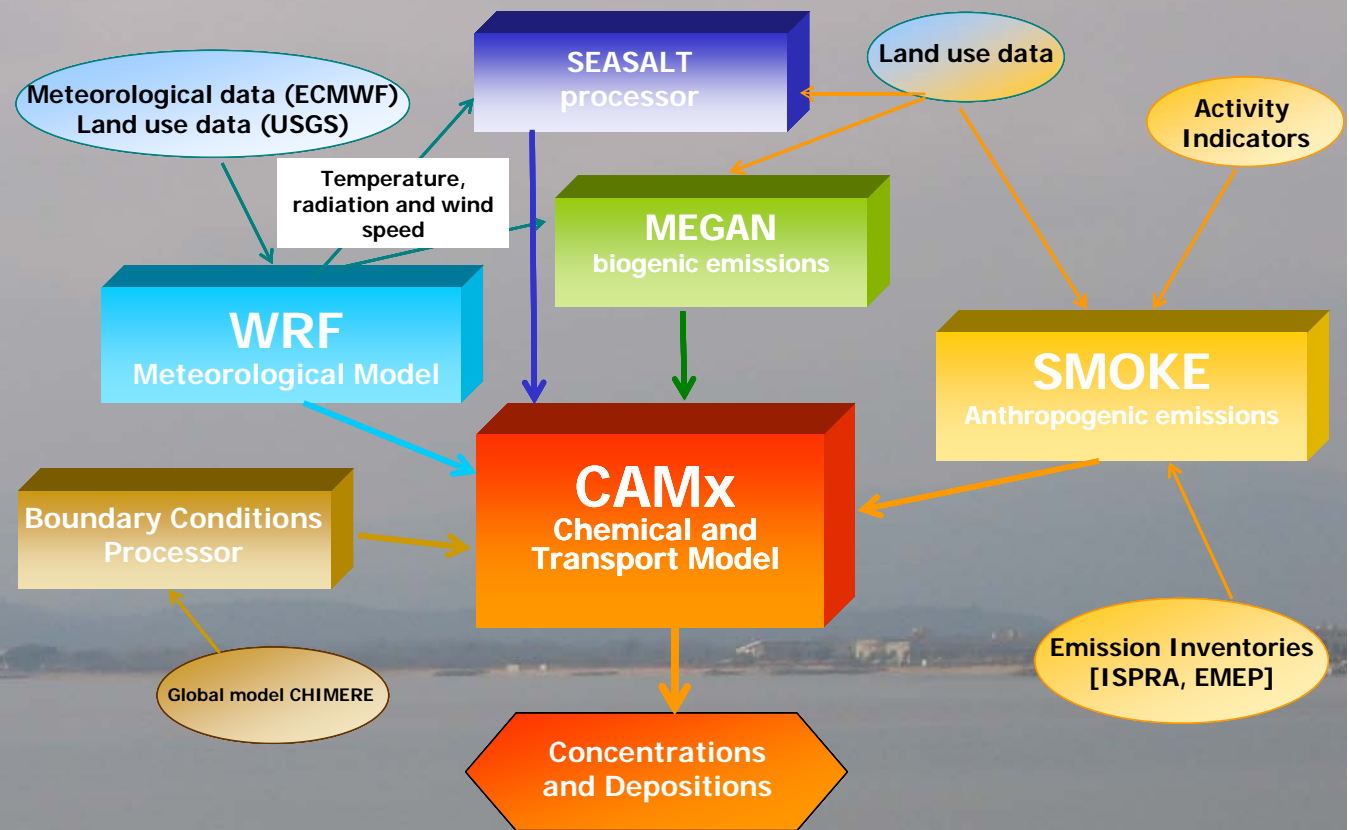 SEASALT
processor
Land use data
Meteorological data (ECMWF)
Land use data (USGS)
Activity
Indicators
Temperature,
radiation and wind
speed
MEGAN
biogenic emissions
WRF
Meteorological Model
SMOKE
Anthropogenic emissions
CAMx
Chemical and
Transport Model
Boundary Conditions
Processor
Emission Inventories
[ISPRA, EMEP]
Global model CHIMERE
Concentrations
and Depositions